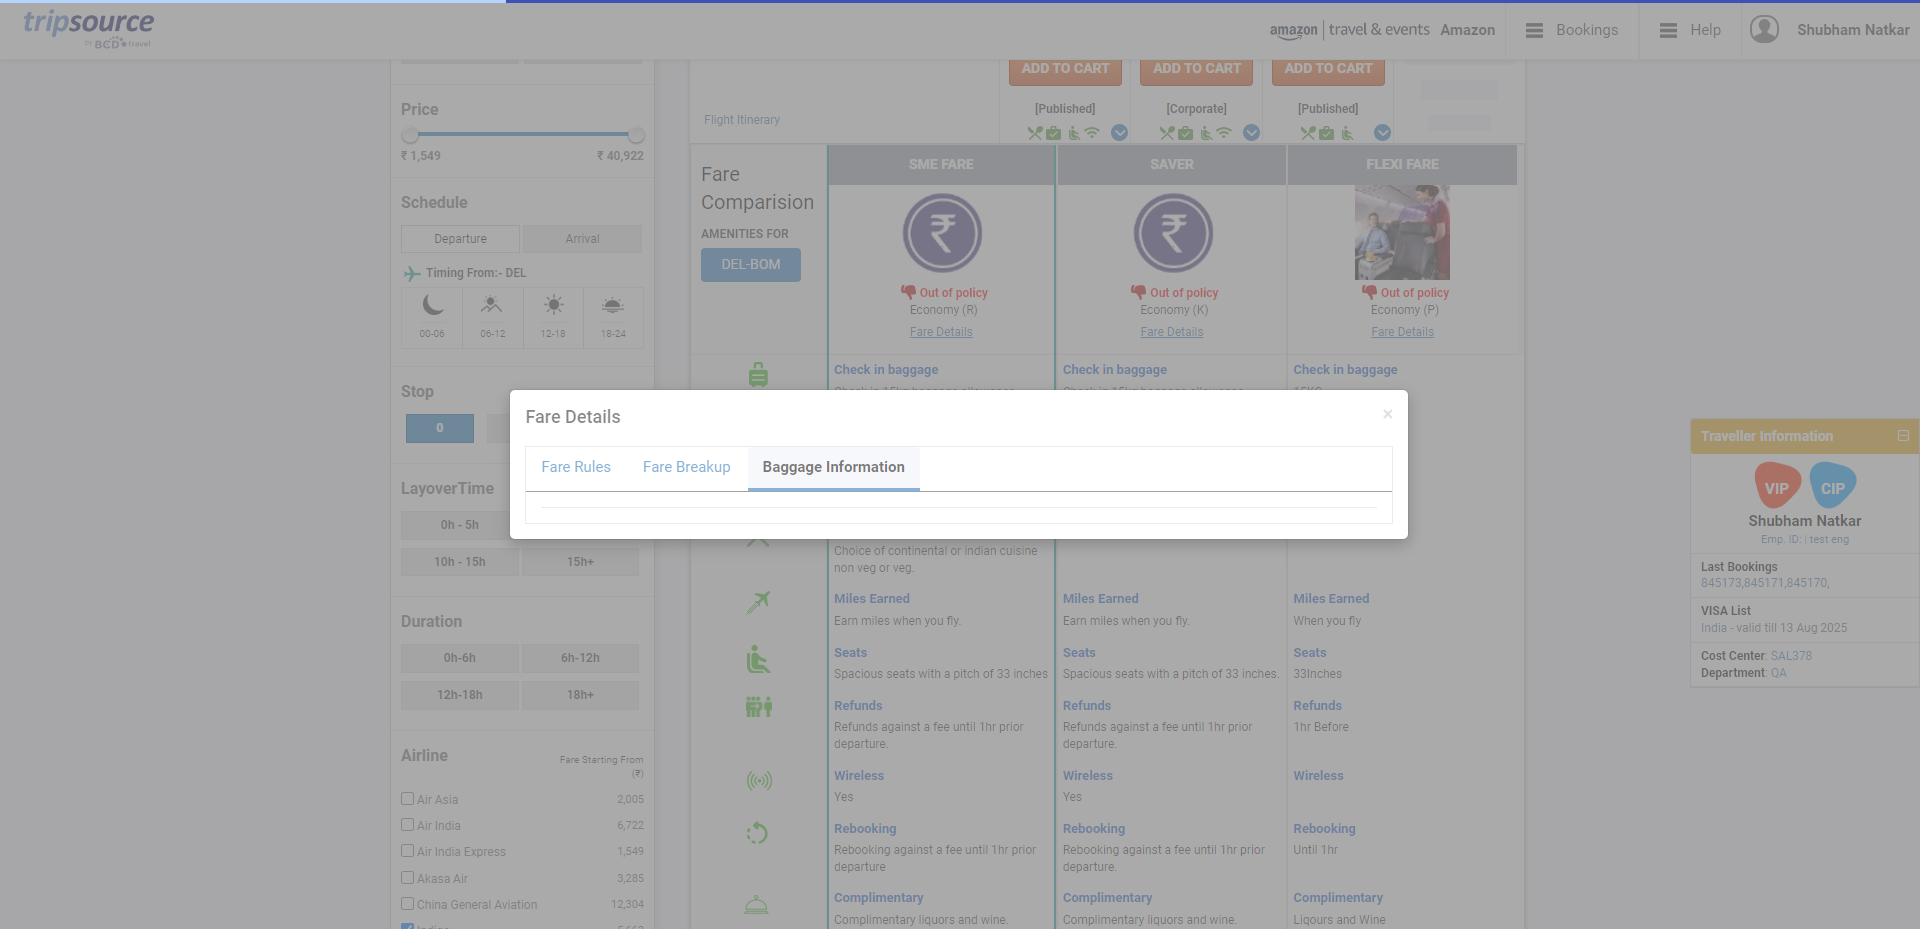 tripsource
by BCD travel
amazon | travel & events Amazon
Bookings
Help
Shubham Natkar
Price
₹ 1,549 ₹ 40,922
Schedule
Departure Arrival
Timing From:- DEL
00-06 06-12 12-18 18-24
Stop
0
LayoverTime
0h - 5h
10h - 15h 15h+
Duration
0h-6h 6h-12h
12h-18h 18h+
Airline Fare Starting From
(₹)
Air Asia 2,005
Air India 6,722
Air India Express 1,549
Akasa Air 3,285
China General Aviation 12,304
ADD TO CART ADD TO CART ADD TO CART
[Published] [Corporate] [Published]
Flight Itinerary
Fare
Comparision
AMENITIES FOR
DEL-BOM
SME FARE SAVER FLEXI FARE
Out of policy Out of policy Out of policy
Economy (R) Economy (K) Economy (P)
Fare Details Fare Details Fare Details
Check in baggage Check in baggage Check in baggage
Fare Details ×
Fare Rules Fare Breakup Baggage Information
Choice of continental or indian cuisine
non veg or veg.
Miles Earned Miles Earned Miles Earned
Earn miles when you fly. Earn miles when you fly. When you fly
Seats Seats Seats
Spacious seats with a pitch of 33 inches Spacious seats with a pitch of 33 inches. 33Inches
Refunds Refunds Refunds
Refunds against a fee until 1hr prior Refunds against a fee until 1hr prior 1hr Before
departure. departure.
Wireless Wireless Wireless
Yes Yes
Rebooking Rebooking Rebooking
Rebooking against a fee until 1hr prior Rebooking against a fee until 1hr prior Until 1hr
departure departure.
Complimentary Complimentary Complimentary
Complimentary liquors and wine. Complimentary liquors and wine. Liqours and Wine
Traveller Information
VIP CIP
Shubham Natkar
Emp. ID: | test eng
Last Bookings
845173,845171,845170,
VISA List
India - valid till 13 Aug 2025
Cost Center: SAL378
Department: QA